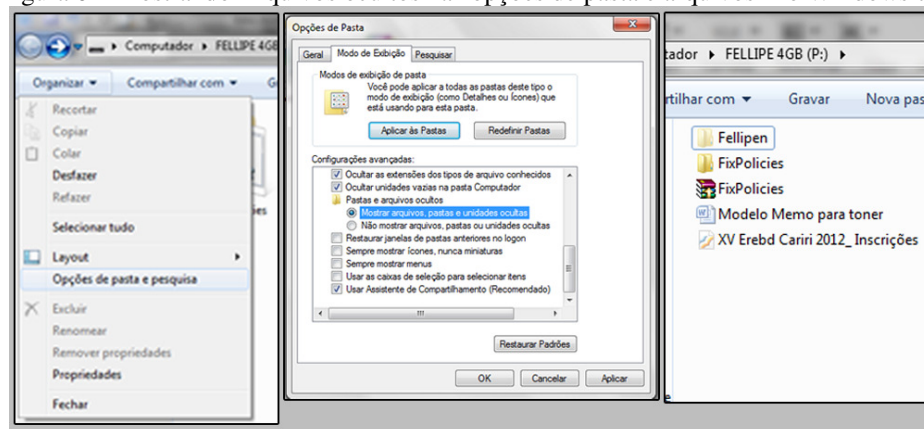 Computador ▸ FELLIPE 4GB
Organizar ▾ Compartilhar com ▾
Recortar
Copiar
Colar
Desfazer
Refazer
Selecionar tudo
Layout
Opções de pasta e pesquisa
Excluir
Renomear
Remover propriedades
Propriedades
Fechar
Opções de Pasta
Geral Modo de Exibição Pesquisar
Modos de exibição de pasta
Você pode aplicar a todas as pastas deste tipo o
modo de exibição (como Detalhes ou Ícones) que
está usando para esta pasta.
Aplicar às Pastas Redefinir Pastas
Configurações avançadas:
Ocultar as extensões dos tipos de arquivo conhecidos
Ocultar unidades vazias na pasta Computador
Pastas e arquivos ocultos
Mostrar arquivos, pastas e unidades ocultas
Não mostrar arquivos, pastas ou unidades ocultas
Restaurar janelas de pastas anteriores no logon
Sempre mostrar ícones, nunca miniaturas
Sempre mostrar menus
Usar as caixas de seleção para selecionar itens
Usar Assistente de Compartilhamento (Recomendado)
Restaurar Padrões
OK Cancelar Aplicar
tador ▸ FELLIPE 4GB (P:) ▸
rtilhar com ▾ Gravar Nova pas
Fellipen
FixPolicies
FixPolicies
Modelo Memo para toner
XV Erebd Cariri 2012_ Inscrições